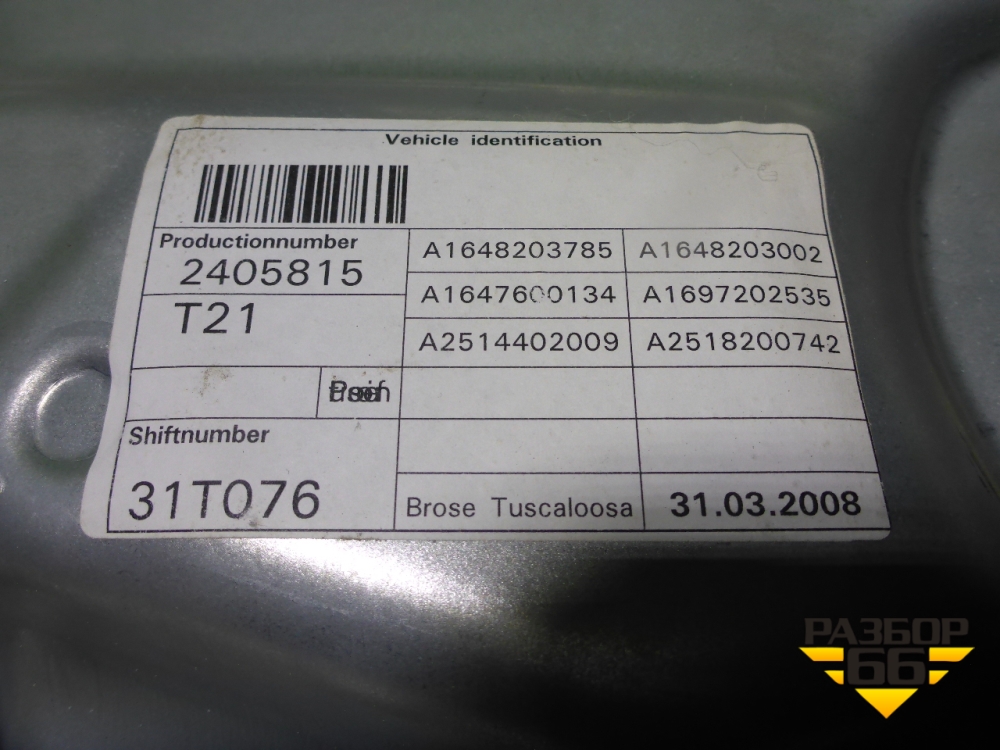 Vehicle identification
Productionnumber
2405815
A1648203785 A1648203002
T21
A1647600134 A1697202535
A2514402009 A2518200742
Shiftnumber
31T076
Brose Tuscaloosa 31.03.2008
РАЗБОР
66